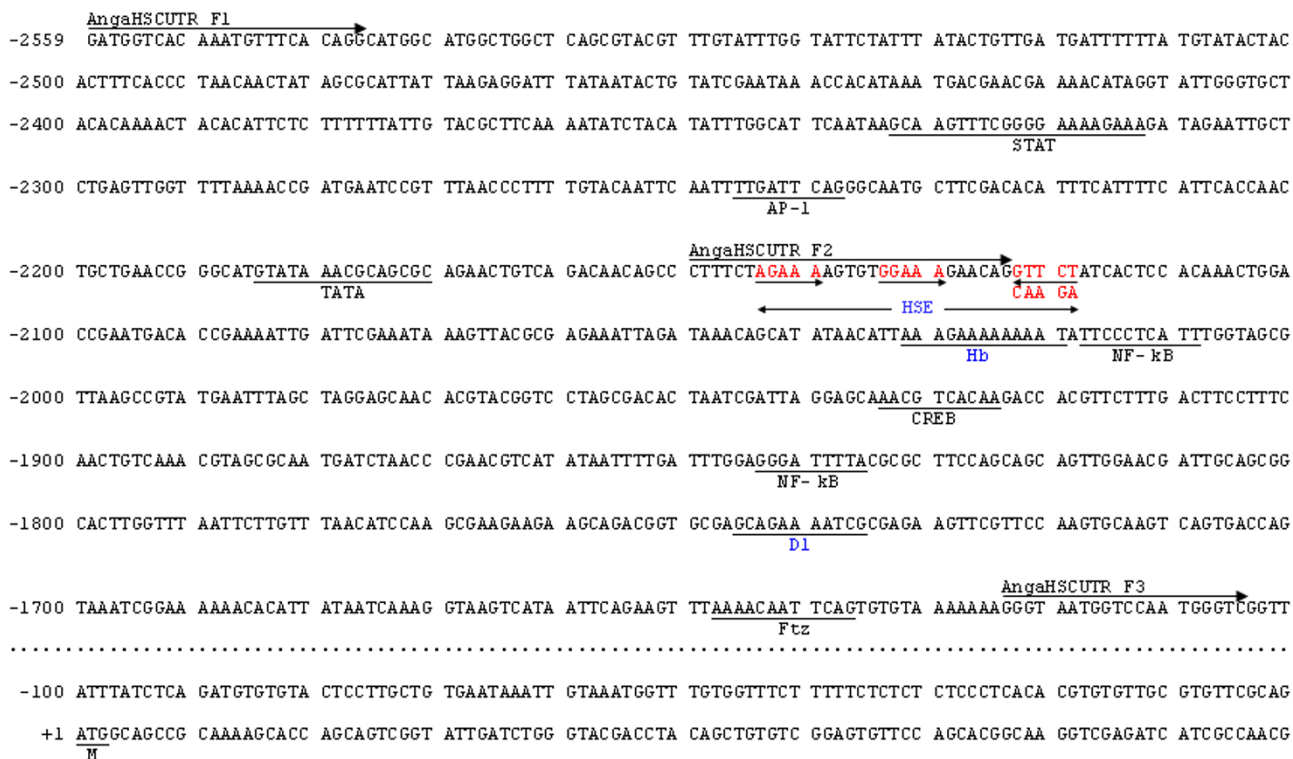 AngaHSCUTR F1
-2559 GATGGTCACA AATGTTTCA CAGGCATGGC ATGGCTGGCT CAGCGTACGT TTGTATTTGG TATTCTATTT ATACTGTTGA TGATTTTTTA TGTATACTAC
-2500 ACTTTCACCC TAACAACTAT AGCGCATTAT TAAGAGGATT TATAATACTG TATCGAATAA ACCACATAAA TGACGAACGA AAACATAGGT ATTGGGTGCT
-2400 ACACAAAACT ACACATTCTC TTTTTTATTG TACGCTTCAA AATATCTACA TATTTGGCAT TCAATAAGCA AGTTTCGGGG AAAAGAAAGA TAGAATTGCT
STAT
-2300 CTGAGTTGGT TTTAAAACCG ATGAATCCGT TTAACCCTTT TGTACAATTC AATTTTGATT CAGGGCAATG CTTCGACACA TTTCATTTTC ATTCACCAAC
AP-1
AngaHSCUTR F2
-2200 TGCTGAACCG GGCATGTATA AACGCAGCGC AGAACTGTCA GACAACAGCC CTTTCTAGAAA AAGTGTGGAA AGAACAGGTT CTATCACTCC ACAAACTGGA
TATA CAA GA
HSE
-2100 CCGAATGACA CCGAAAATTG ATTCGAAATA AAGTTACGCG AGAAATTAGA TAAACAGCAT ATAACATTAA AGAAAAAAAA TATTCCCTCA TTTGGTAGCG
Hb NF-kB
-2000 TTAAGCCGTA TGAATTTAGC TAGGAGCAAC ACGTACGGTC CTAGCGACAC TAATCGATTA GGAGCAAACG TCACAAGACC ACGTTCTTTG ACTTCCTTTC
CREB
-1900 AACTGTCAAA CGTAGCGCAA TGATCTAACC CGAACGTCAT ATAATTTTGA TTTGGAGGGA TTTTACGCGC TTCCAGCAGC AGTTGGAACG ATTGCAGCGG
NF-kB
-1800 CACTTGGTTT AATTCTTGTT TAACATCCAA GCGAAGAAGA AGCAGACGGT GCGAGCAGAA AATCGCGAGA AGTTCGTTCC AAGTGCAAGT CAGTGACCAG
Dl
AngaHSCUTR F3
-1700 TAAATCGGAA AAAACACATT ATAATCAAAG GTAAGTCATA ATTCAGAAGT TTAAAACAAT TCAGTGTGTA AAAAAAGGGT AATGGTCCAA TGGGTCGGTT
Ftz
-100 ATTTATCTCA GATGTGTGTA CTCCTTGCTG TGAATAAATT GTAAATGGTT TGTGGTTTCT TTTTCTCTCT CTCCCTCACA CGTGTGTTGC GTGTTCGCAG
+1 ATGGCAGCCG CAAAAGCACC AGCAGTCGGT ATTGATCTGG GTACGACCTA CAGCTGTGTC GGAGTGTTCC AGCACGGCAA GGTCGAGATC ATCGCCAACG
M